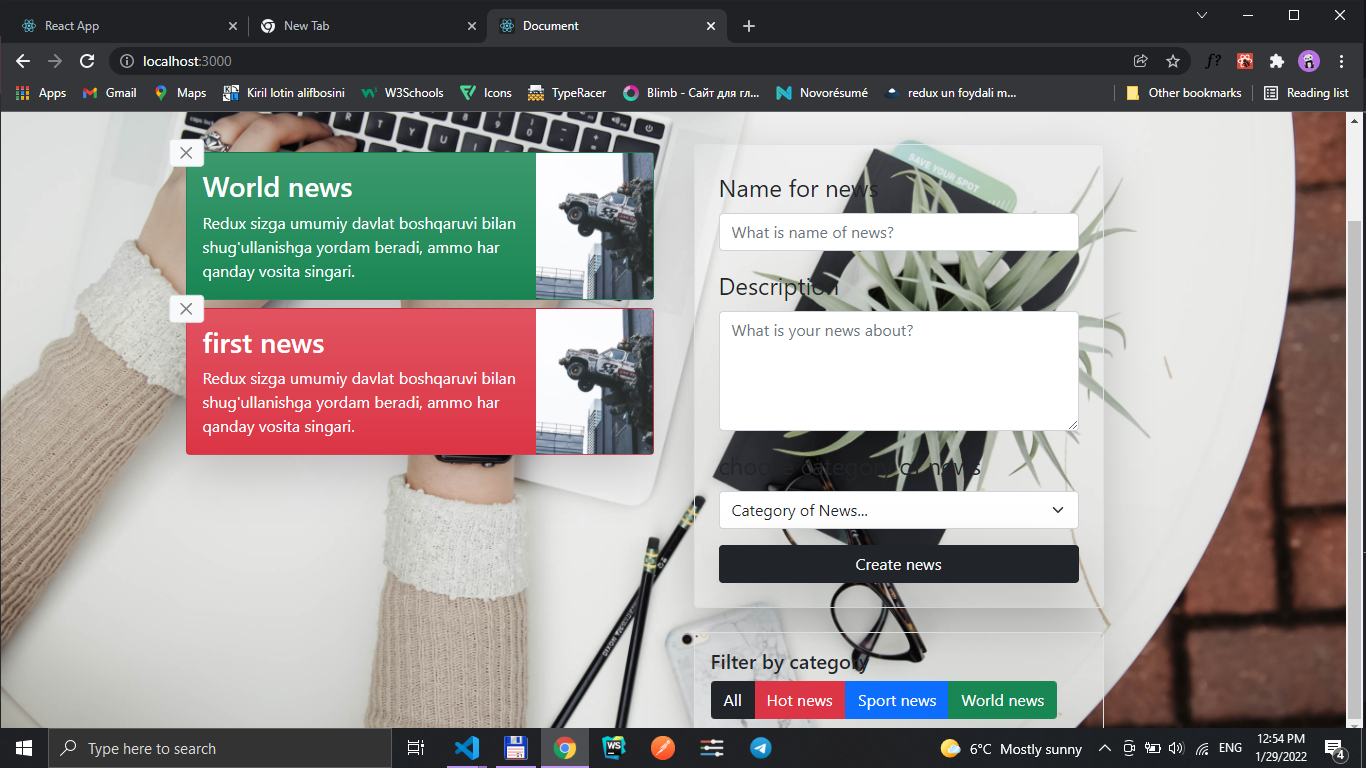 React App
New Tab
Document
localhost:3000
Apps
Gmail
Maps
Kiril lotin alifbosini
W3Schools
Icons
TypeRacer
Blimb - Сайт для гл...
Novorésumé
redux un foydali m...
Other bookmarks
Reading list
World news
Redux sizga umumiy davlat boshqaruvi bilan
shug'ullanishga yordam beradi, ammo har
qanday vosita singari.
first news
Redux sizga umumiy davlat boshqaruvi bilan
shug'ullanishga yordam beradi, ammo har
qanday vosita singari.
SAVE YOUR SPOT
Name for news
What is name of news?
Description
What is your news about?
choose category of news
Category of News...
Create news
Filter by category
All
Hot news
Sport news
World news
Type here to search
6°C Mostly sunny
ENG
12:54 PM
1/29/2022
4